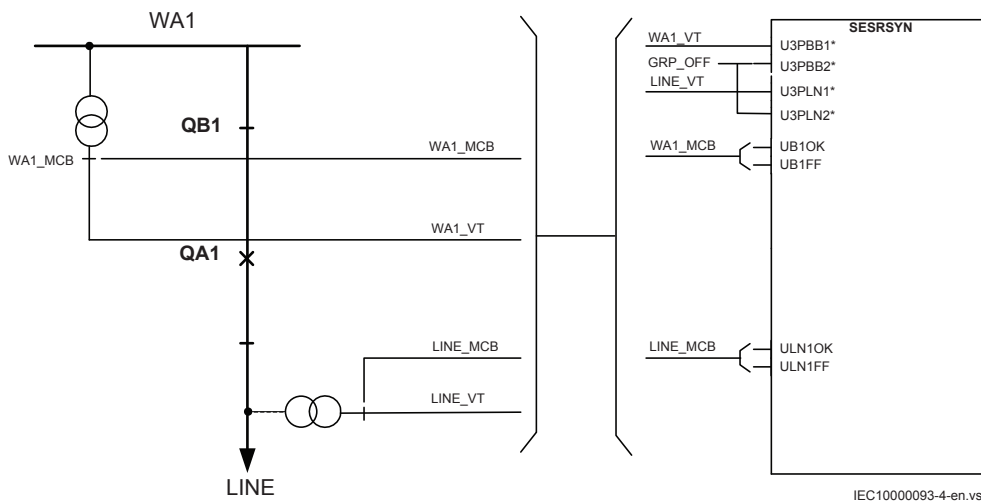 WA1
QB1
WA1_MCB
WA1_MCB
WA1_VT
QA1
LINE_MCB
LINE_VT
LINE
SESRSYN
WA1_VT
U3PBB1*
GRP_OFF
U3PBB2*
LINE_VT
U3PLN1*
U3PLN2*
WA1_MCB
UB1OK
UB1FF
LINE_MCB
ULN1OK
ULN1FF
IEC10000093-4-en.vs